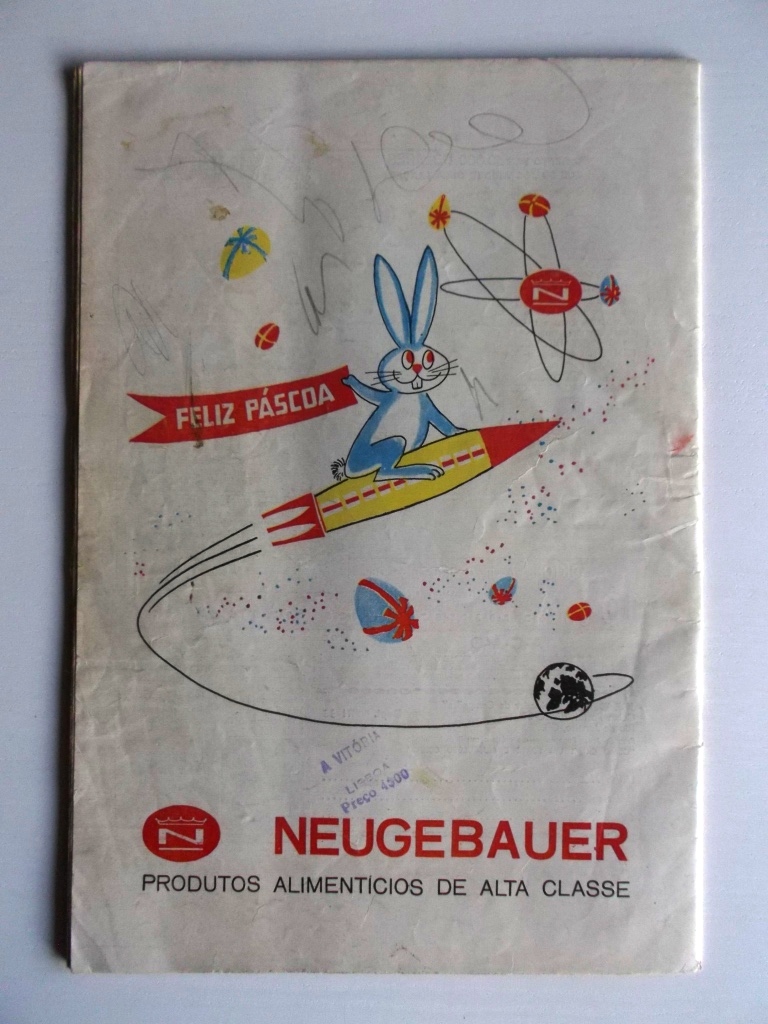 N
FELIZ PÁSCOA
A VITÓRIA
LISBOA
Preço 4$00
N
NEUGEBAUER
PRODUTOS ALIMENTÍCIOS DE ALTA CLASSE